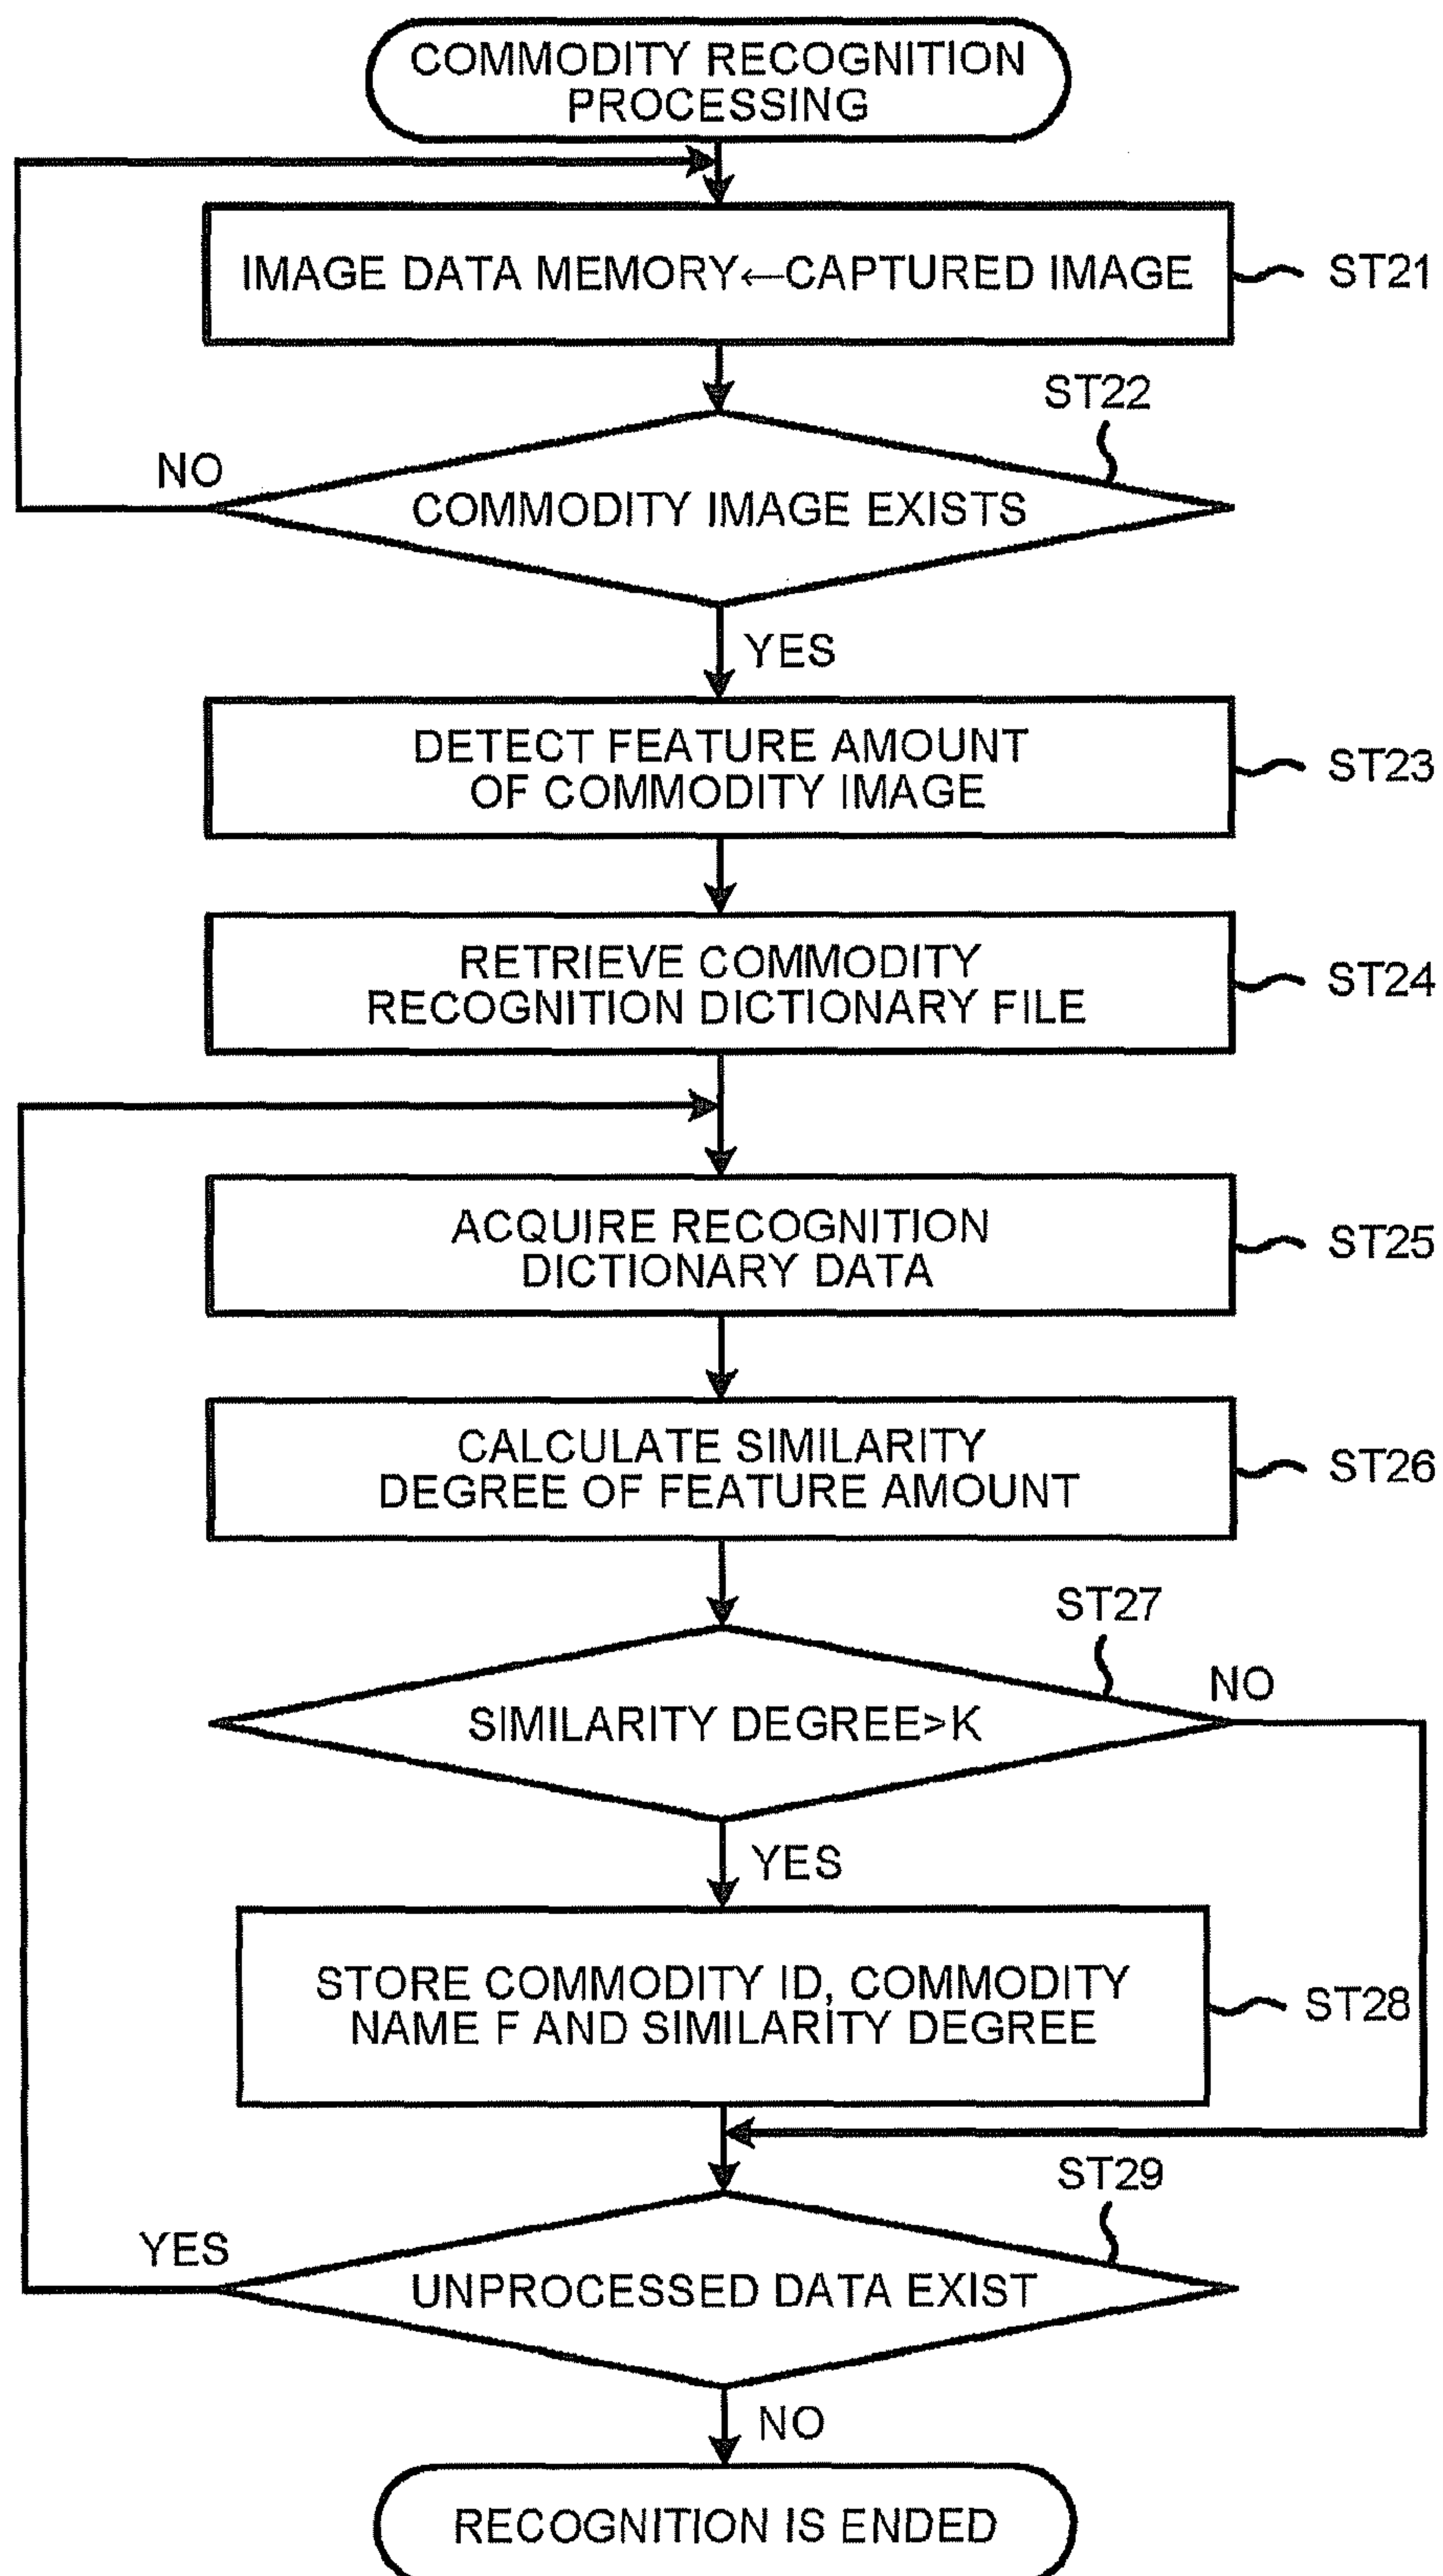 COMMODITY RECOGNITION
PROCESSING
IMAGE DATA MEMORY←CAPTURED IMAGE
ST21
ST22
NO
COMMODITY IMAGE EXISTS
YES
DETECT FEATURE AMOUNT
OF COMMODITY IMAGE
ST23
RETRIEVE COMMODITY
RECOGNITION DICTIONARY FILE
ST24
ACQUIRE RECOGNITION
DICTIONARY DATA
ST25
CALCULATE SIMILARITY
DEGREE OF FEATURE AMOUNT
ST26
ST27
NO
SIMILARITY DEGREE>K
YES
STORE COMMODITY ID, COMMODITY
NAME F AND SIMILARITY DEGREE
ST28
ST29
YES
UNPROCESSED DATA EXIST
NO
RECOGNITION IS ENDED